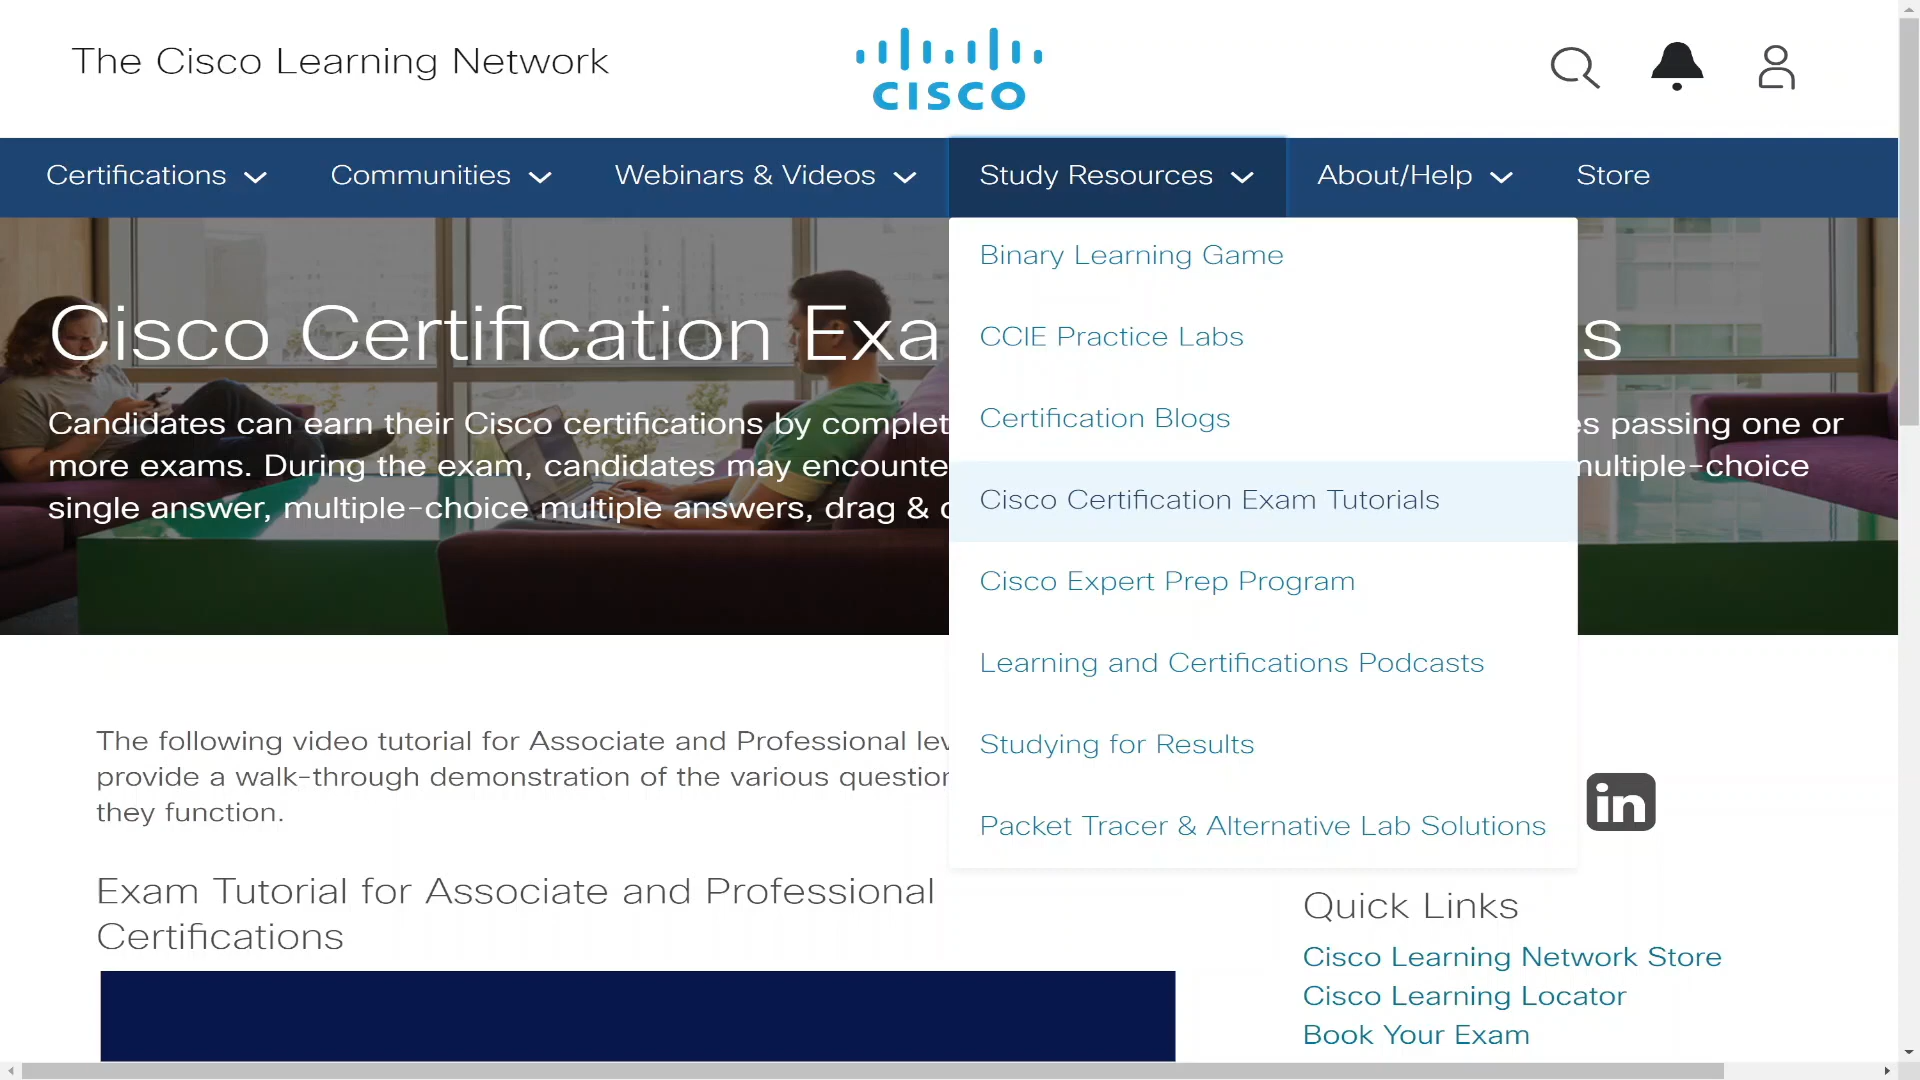 The Cisco Learning Network
CISCO
Certifications
Communities
Webinars & Videos
Study Resources
About/Help
Store
Binary Learning Game
CCIE Practice Labs
Certification Blogs
Cisco Certification Exam Tutorials
Cisco Expert Prep Program
Learning and Certifications Podcasts
Studying for Results
Packet Tracer & Alternative Lab Solutions
Cisco Certification Exa s
Candidates can earn their Cisco certifications by complet es passing one or
more exams. During the exam, candidates may encounte multiple-choice
single answer, multiple-choice multiple answers, drag &
The following video tutorial for Associate and Professional lev
provide a walk-through demonstration of the various question
they function.
in
Exam Tutorial for Associate and Professional
Certifications
Quick Links
Cisco Learning Network Store
Cisco Learning Locator
Book Your Exam